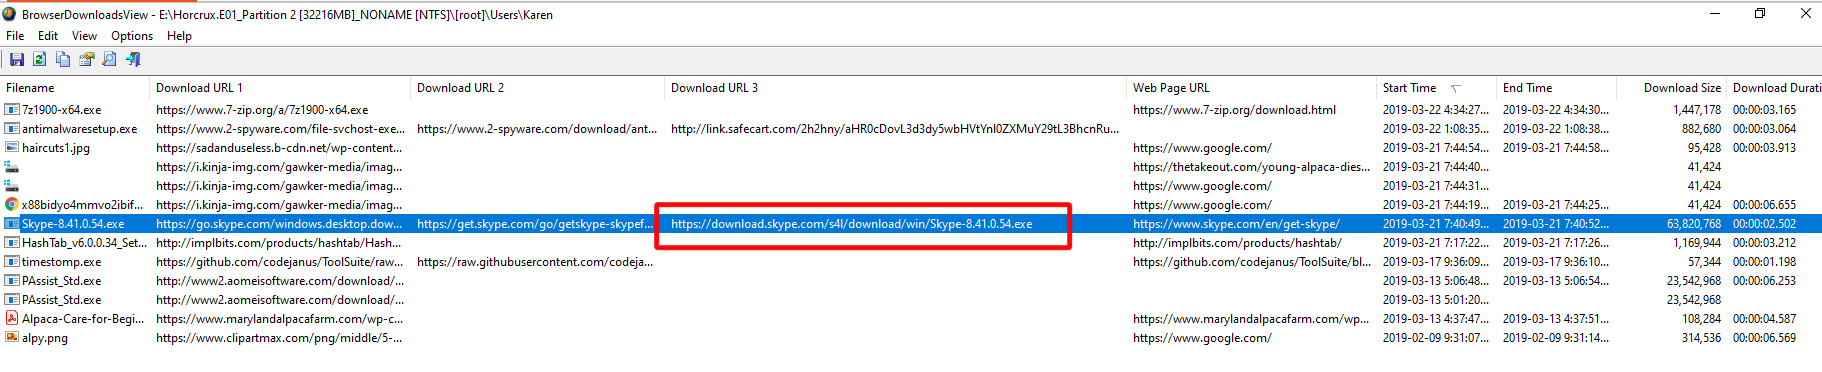 BrowserDownloadsView - E:\Horcrux.E01_Partition 2 [32216MB]_NONAME [NTFS]\[root]\Users\Karen
File Edit View Options Help
Filename Download URL 1 Download URL 2 Download URL 3 Web Page URL Start Time End Time Download Size Download Durati
7z1900-x64.exe https://www.7-zip.org/a/7z1900-x64.exe https://www.7-zip.org/download.html 2019-03-22 4:34:27... 2019-03-22 4:34:30... 1,447,178 00:00:03.165
antimalwaresetup.exe https://www.2-spyware.com/file-svchost-exe... https://www.2-spyware.com/download/ant... http://link.safecart.com/2h2hny/aHR0cDovL3d3dy5wbHVtYnl0ZXMuY29tL3BhcnRu... 2019-03-22 1:08:35... 2019-03-22 1:08:38... 882,680 00:00:03.064
haircuts1.jpg https://sadanduseless.b-cdn.net/wp-content... https://www.google.com/ 2019-03-21 7:44:54... 2019-03-21 7:44:58... 95,428 00:00:03.913
https://i.kinja-img.com/gawker-media/imag... https://thetakeout.com/young-alpaca-dies... 2019-03-21 7:44:40... 41,424
https://i.kinja-img.com/gawker-media/imag... https://www.google.com/ 2019-03-21 7:44:31... 41,424
x88bidyo4mmvo2ibif... https://i.kinja-img.com/gawker-media/imag... https://www.google.com/ 2019-03-21 7:44:19... 2019-03-21 7:44:25... 41,424 00:00:06.655
Skype-8.41.0.54.exe https://go.skype.com/windows.desktop.dow... https://get.skype.com/go/getskype-skypef... https://download.skype.com/s4l/download/win/Skype-8.41.0.54.exe https://www.skype.com/en/get-skype/ 2019-03-21 7:40:49... 2019-03-21 7:40:52... 63,820,768 00:00:02.502
HashTab_v6.0.0.34_Set... http://implbits.com/products/hashtab/Hash... http://implbits.com/products/hashtab/ 2019-03-21 7:17:22... 2019-03-21 7:17:26... 1,169,944 00:00:03.212
timestomp.exe https://github.com/codejanus/ToolSuite/raw... https://raw.githubusercontent.com/codeja... https://github.com/codejanus/ToolSuite/bl... 2019-03-17 9:36:09... 2019-03-17 9:36:10... 57,344 00:00:01.198
PAssist_Std.exe http://www2.aomeisoftware.com/download/... 2019-03-13 5:06:48... 2019-03-13 5:06:54... 23,542,968 00:00:06.253
PAssist_Std.exe http://www2.aomeisoftware.com/download/... 2019-03-13 5:01:20... 23,542,968
Alpaca-Care-for-Begi... https://www.marylandalpacafarm.com/wp-c... https://www.marylandalpacafarm.com/wp... 2019-03-13 4:37:47... 2019-03-13 4:37:51... 108,284 00:00:04.587
alpy.png https://www.clipartmax.com/png/middle/5-... https://www.google.com/ 2019-02-09 9:31:07... 2019-02-09 9:31:14... 314,536 00:00:06.569